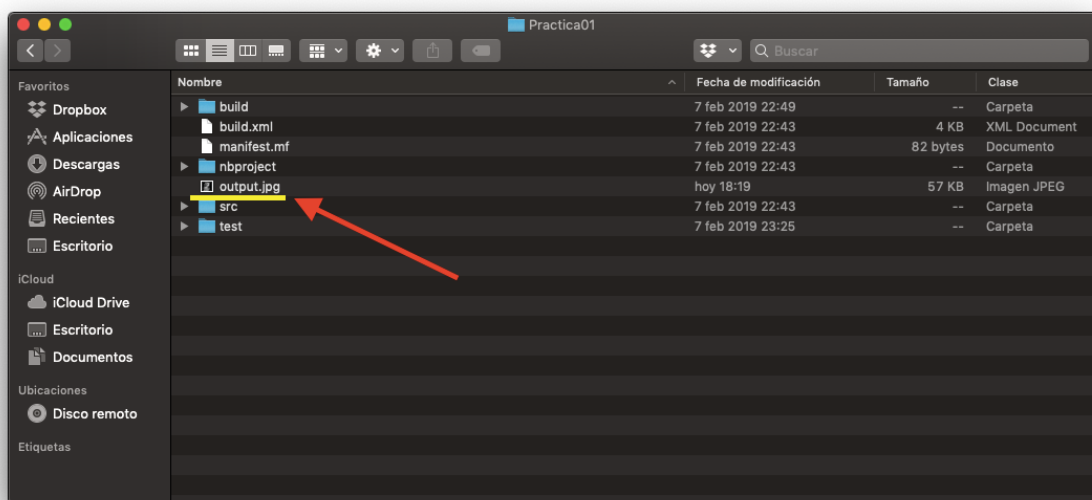 Practica01
Buscar
Favoritos
Dropbox
Aplicaciones
Descargas
AirDrop
Recientes
Escritorio
iCloud
iCloud Drive
Escritorio
Documentos
Ubicaciones
Disco remoto
Etiquetas
Nombre Fecha de modificación Tamaño Clase
build 7 feb 2019 22:49 -- Carpeta
build.xml 7 feb 2019 22:43 4 KB XML Document
manifest.mf 7 feb 2019 22:43 82 bytes Documento
nbproject 7 feb 2019 22:43 -- Carpeta
output.jpg hoy 18:19 57 KB Imagen JPEG
src 7 feb 2019 22:43 -- Carpeta
test 7 feb 2019 23:25 -- Carpeta